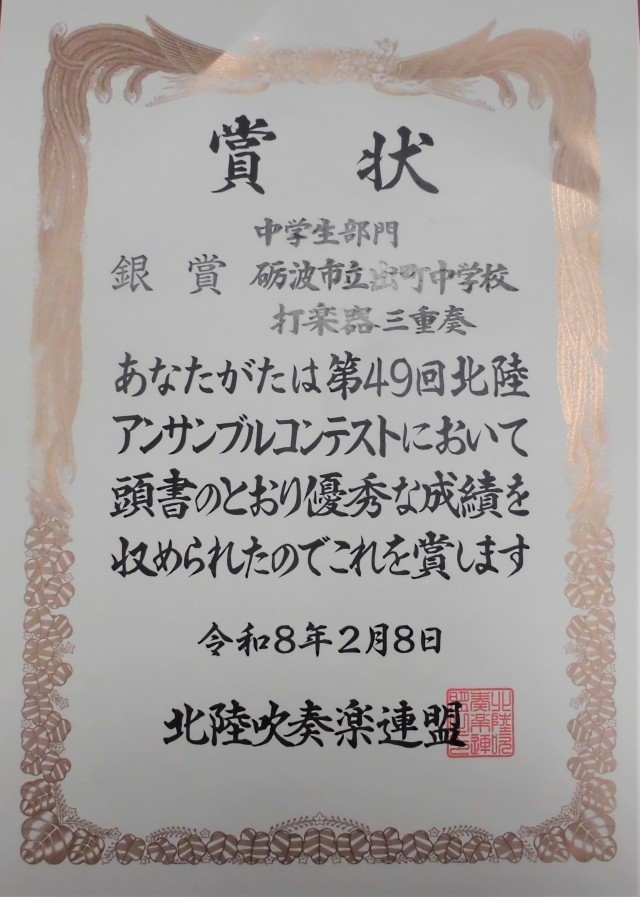 賞状
中学生部門
銀賞 砺波市立出町中学校
打楽器三重奏
あなたがたは第49回北陸
アンサンブルコンテストにおいて
頭書のとおり優秀な成績を
収められたのでこれを賞します
令和8年2月8日
北陸吹奏楽連盟